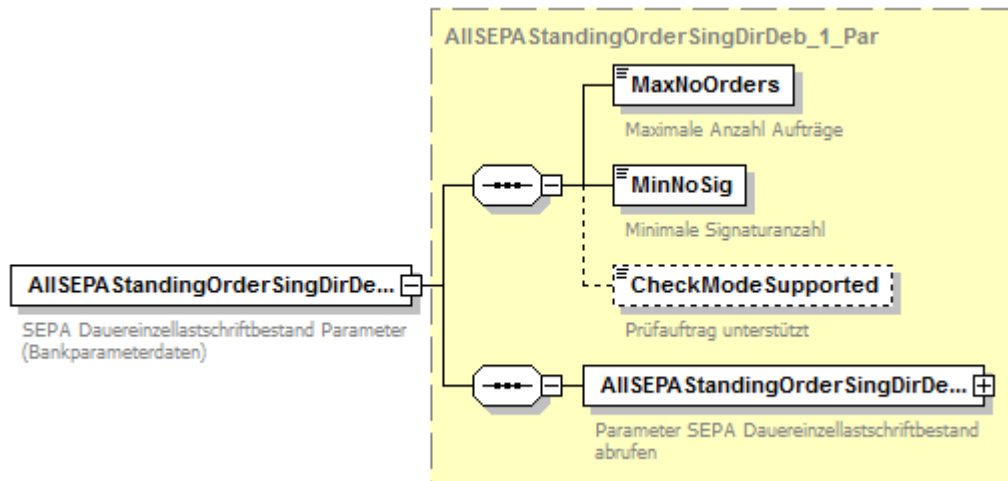 AllSEPAStandingOrderSingDirDeb_1_Par
MaxNoOrders
Maximale Anzahl Aufträge
MinNoSig
Minimale Signaturanzahl
CheckModeSupported
Prüfauftrag unterstützt
AllSEPAStandingOrderSingDirDe...
SEPA Dauereinzellastschriftbestand Parameter
(Bankparameterdaten)
AllSEPAStandingOrderSingDirDe...
Parameter SEPA Dauereinzellastschriftbestand
abrufen